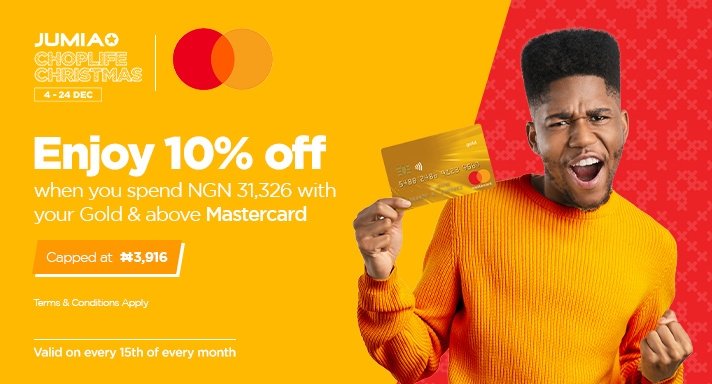 JUMIA
CHOPLIFE
CHRISTMAS
4 - 24 DEC
Enjoy 10% off
when you spend NGN 31,326 with
your Gold & above Mastercard
Capped at ₦3,916
Terms & Conditions Apply
Valid on every 15th of every month
gold